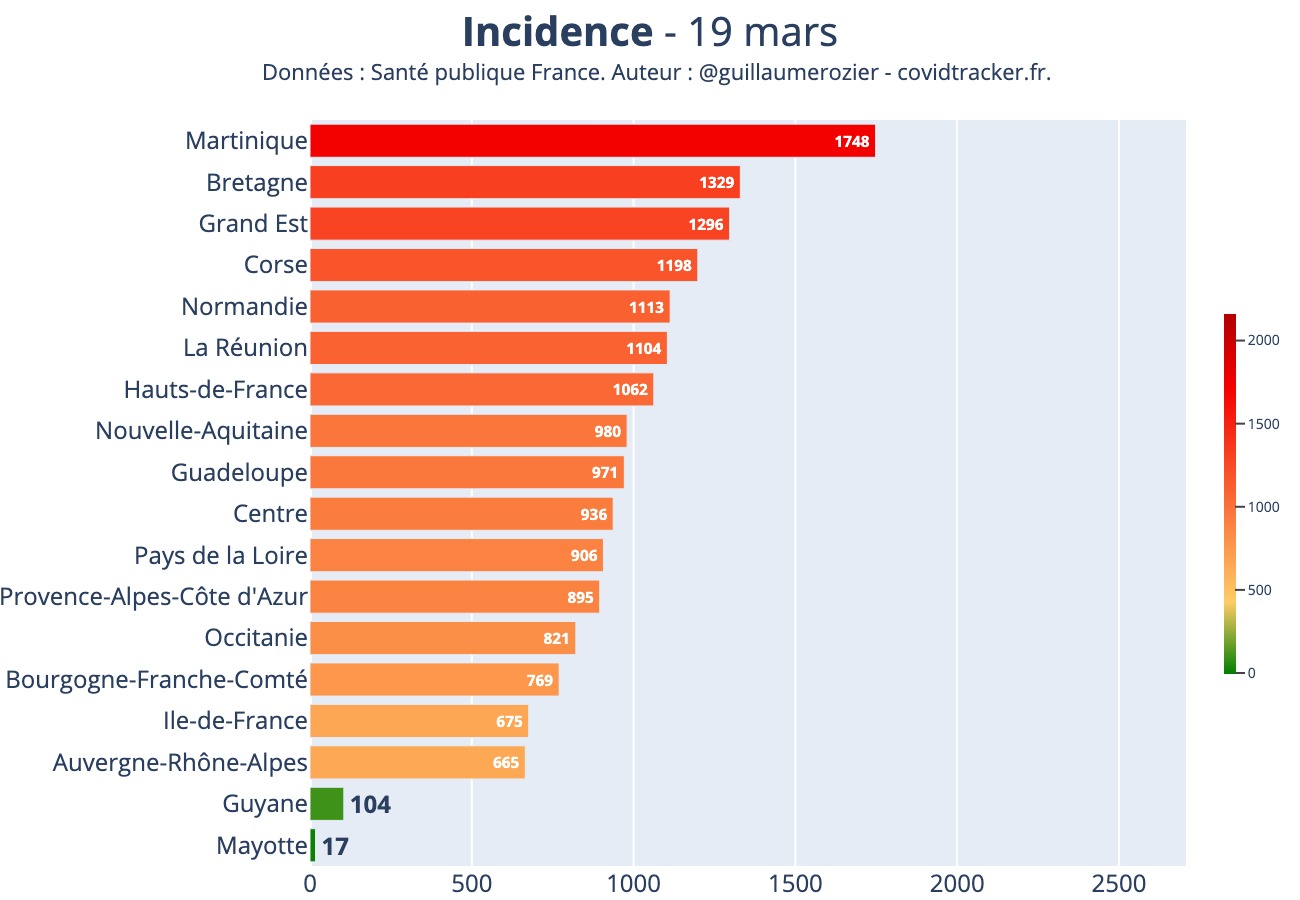 Incidence - 19 mars
Données : Santé publique France. Auteur : @guillaumerozier - covidtracker.fr.
Martinique 1748
Bretagne 1329
Grand Est 1296
Corse 1198
Normandie 1113
La Réunion 1104
Hauts-de-France 1062
Nouvelle-Aquitaine 980
Guadeloupe 971
Centre 936
Pays de la Loire 906
Provence-Alpes-Côte d'Azur 895
Occitanie 821
Bourgogne-Franche-Comté 769
Ile-de-France 675
Auvergne-Rhône-Alpes 665
Guyane 104
Mayotte 17
0 500 1000 1500 2000 2500
2000
1500
1000
500
0